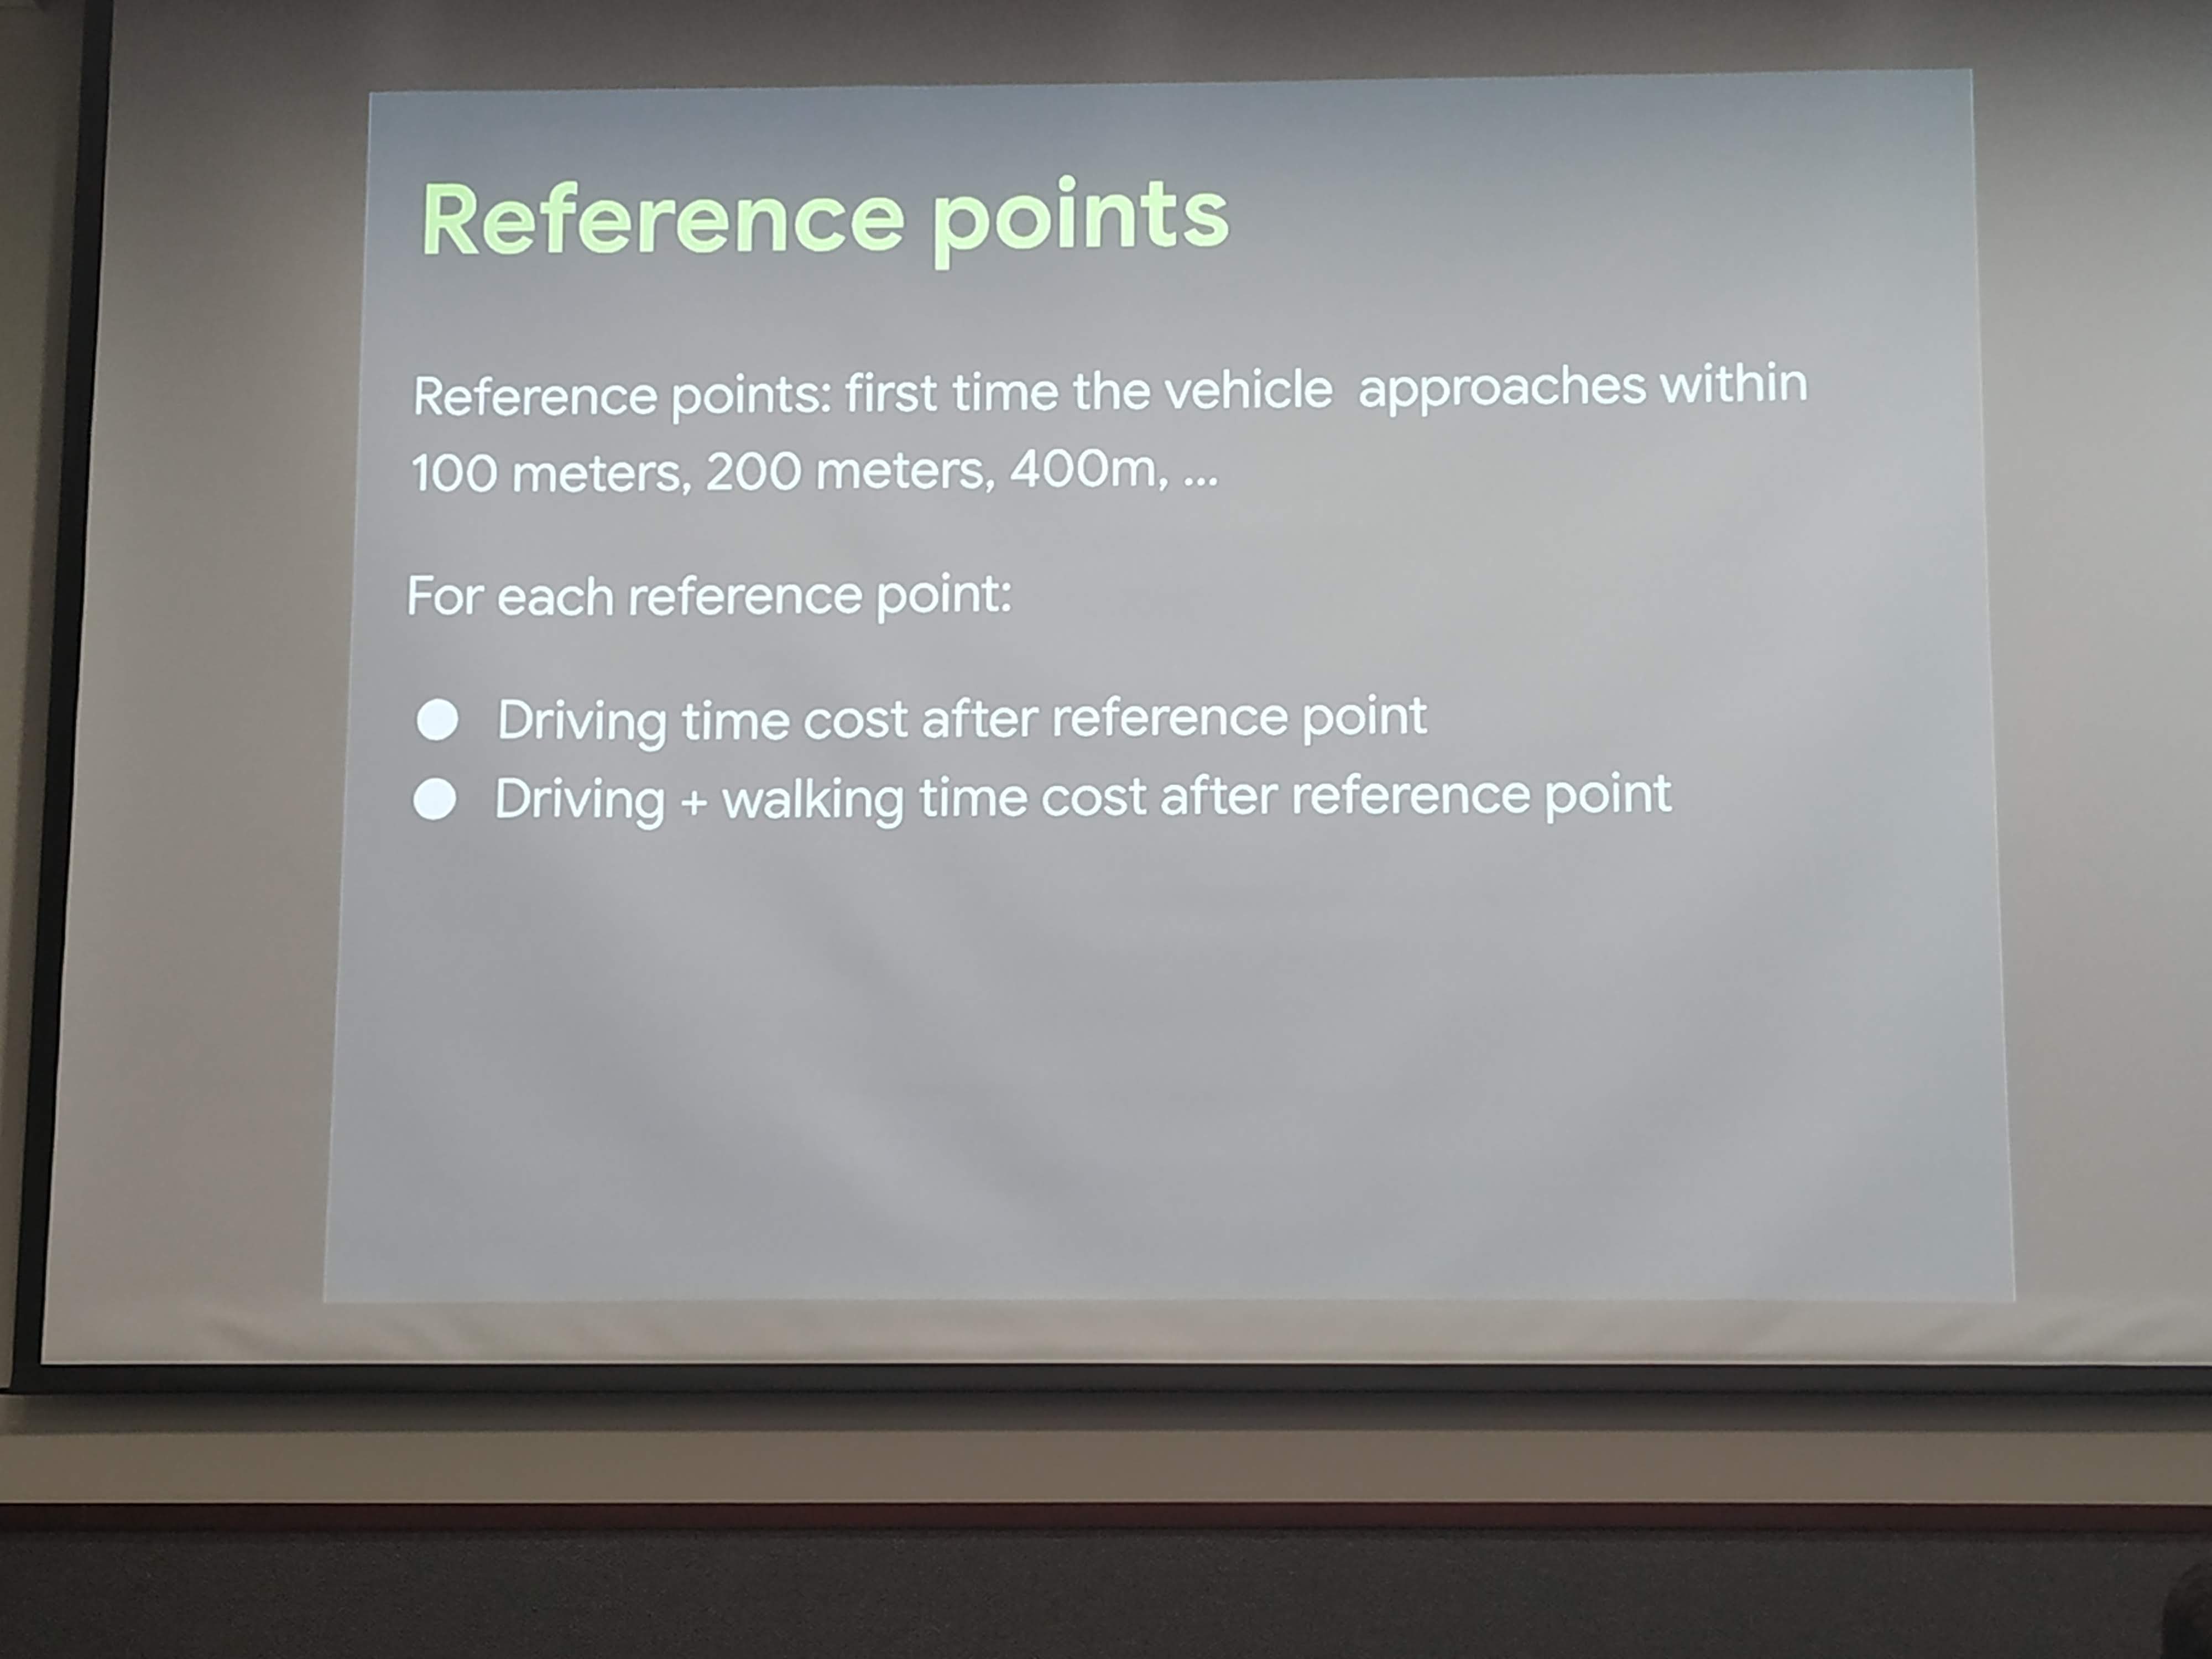 Reference points
Reference points: first time the vehicle  approaches within
100 meters, 200 meters, 400m, ...
For each reference point:
● Driving time cost after reference point
● Driving + walking time cost after reference point